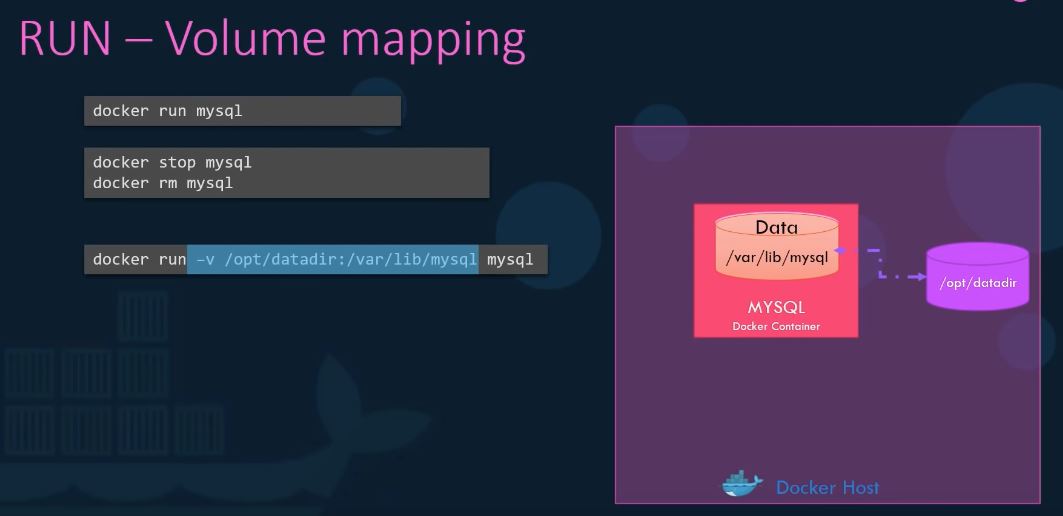 RUN – Volume mapping
docker run mysql
docker stop mysql
docker rm mysql
docker run -v /opt/datadir:/var/lib/mysql mysql
Data
/var/lib/mysql
MYSQL
Docker Container
/opt/datadir
Docker Host